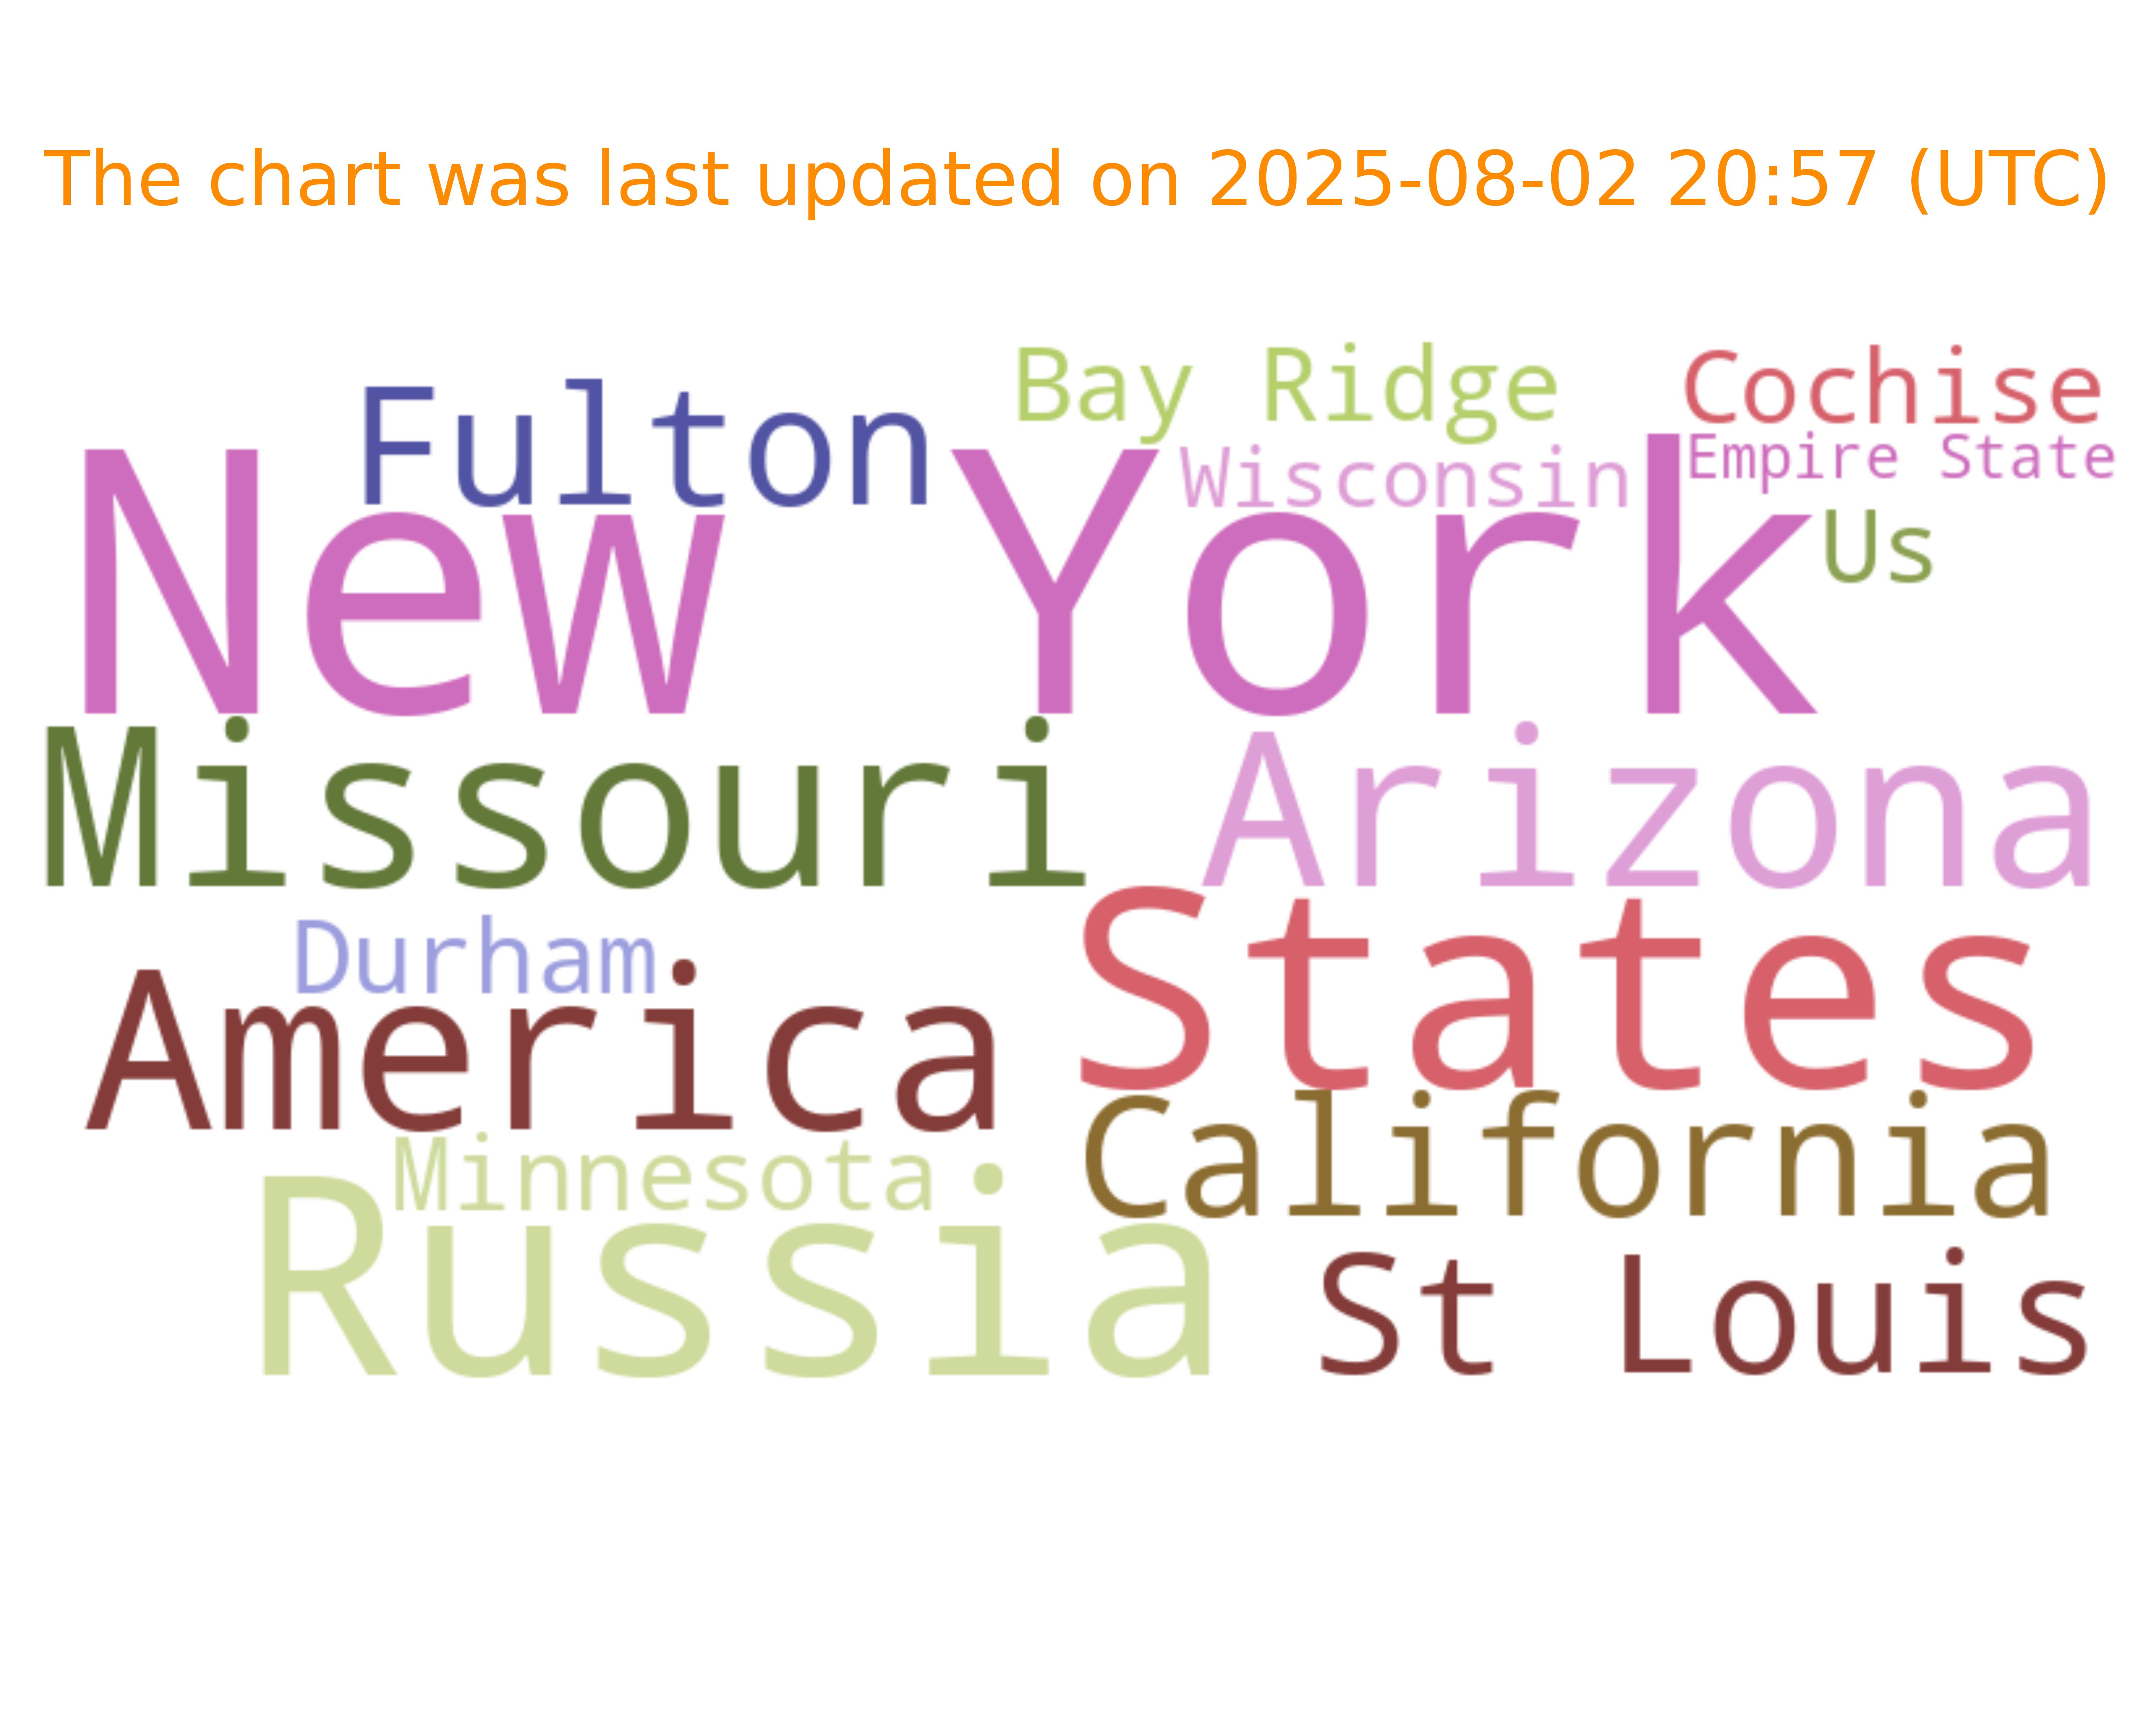 The chart was last updated on 2025-08-02 20:57 (UTC)
Bay Ridge
Cochise
Fulton
Empire State
Wisconsin
New York
Us
Missouri
Arizona
Durham
States
America
California
Minnesota
Russia
St Louis